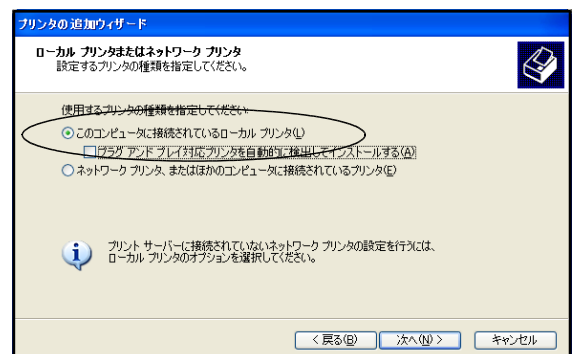 プリンタの追加ウィザード
ローカル プリンタまたはネットワーク プリンタ
設定するプリンタの種類を指定してください。
使用するプリンタの種類を指定してください:
このコンピュータに接続されているローカル プリンタ(L)
プラグ アンド プレイ対応プリンタを自動的に検出してインストールする(A)
ネットワーク プリンタ、またはほかのコンピュータに接続されているプリンタ(E)
プリント サーバーに接続されていないネットワーク プリンタの設定を行うには、
ローカル プリンタのオプションを選択してください。
< 戻る(B) 次へ(N) > キャンセル